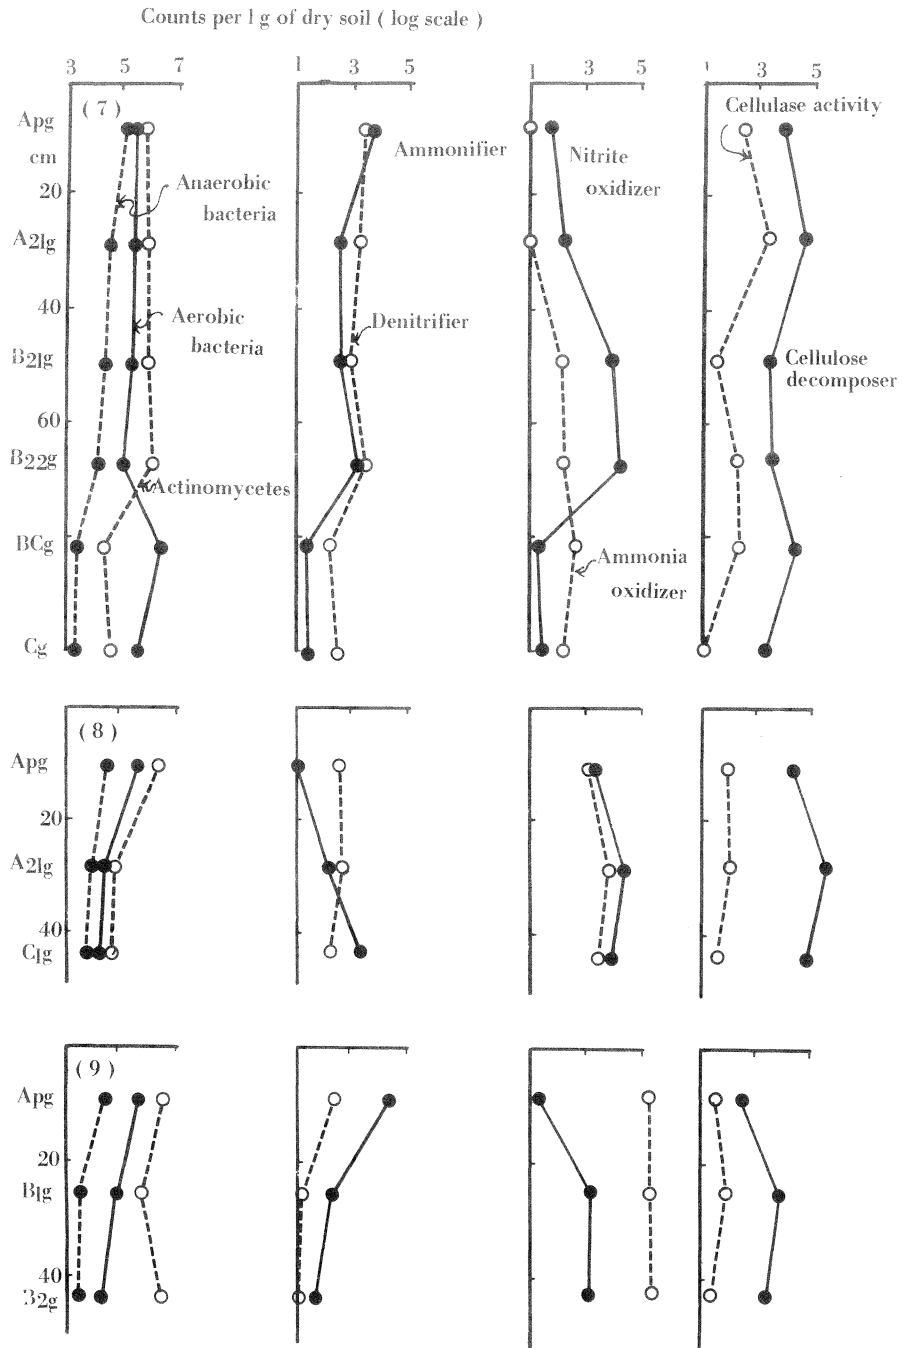 Counts per 1 g of dry soil ( log scale )
3 5 7 1 3 5 1 3 5 1 3 5
( 7 )
Cellulase activity
Apg
cm
Ammonifier
Nitrite
oxidizer
20
Anaerobic
bacteria
A21g
40
Aerobic
bacteria
Denitrifier
B21g
Cellulose
decomposer
60
B22g
Actinomycetes
BCg
Ammonia
oxidizer
Cg
( 8 )
Apg
20
A21g
40
C1g
( 9 )
Apg
20
B1g
40
B2g